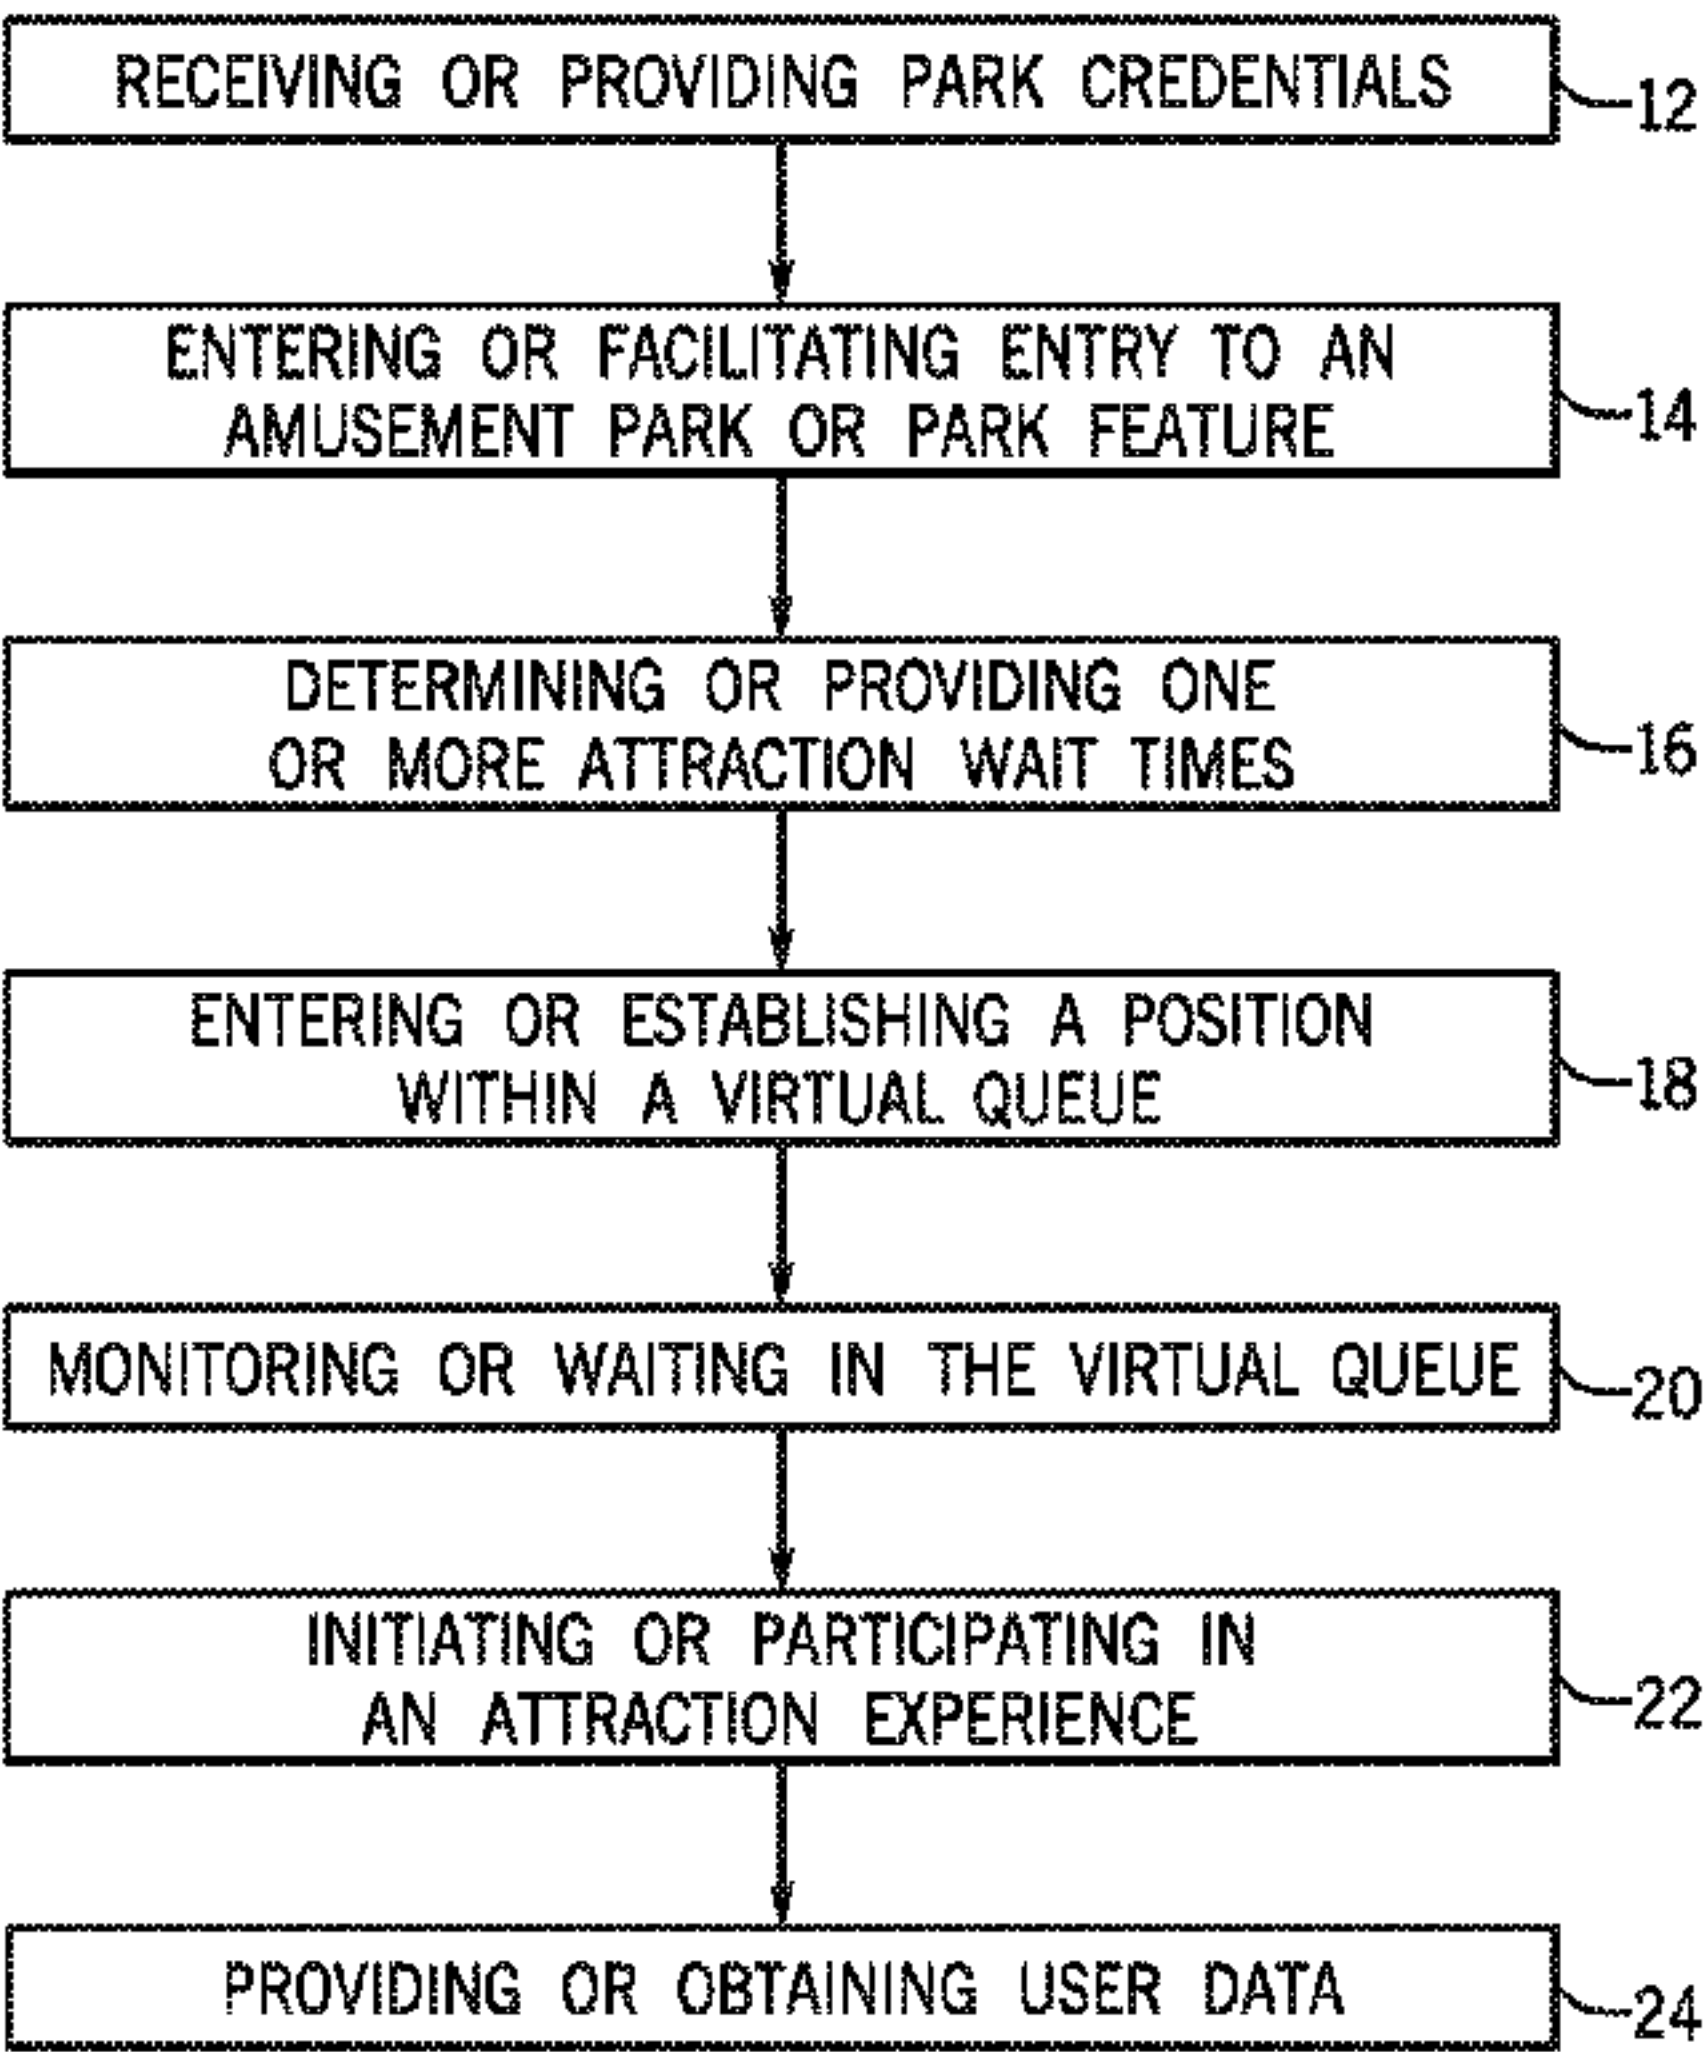 RECEIVING OR PROVIDING PARK CREDENTIALS
12
ENTERING OR FACILITATING ENTRY TO AN
AMUSEMENT PARK OR PARK FEATURE
14
DETERMINING OR PROVIDING ONE
OR MORE ATTRACTION WAIT TIMES
16
ENTERING OR ESTABLISHING A POSITION
WITHIN A VIRTUAL QUEUE
18
MONITORING OR WAITING IN THE VIRTUAL QUEUE
20
INITIATING OR PARTICIPATING IN
AN ATTRACTION EXPERIENCE
22
PROVIDING OR OBTAINING USER DATA
24